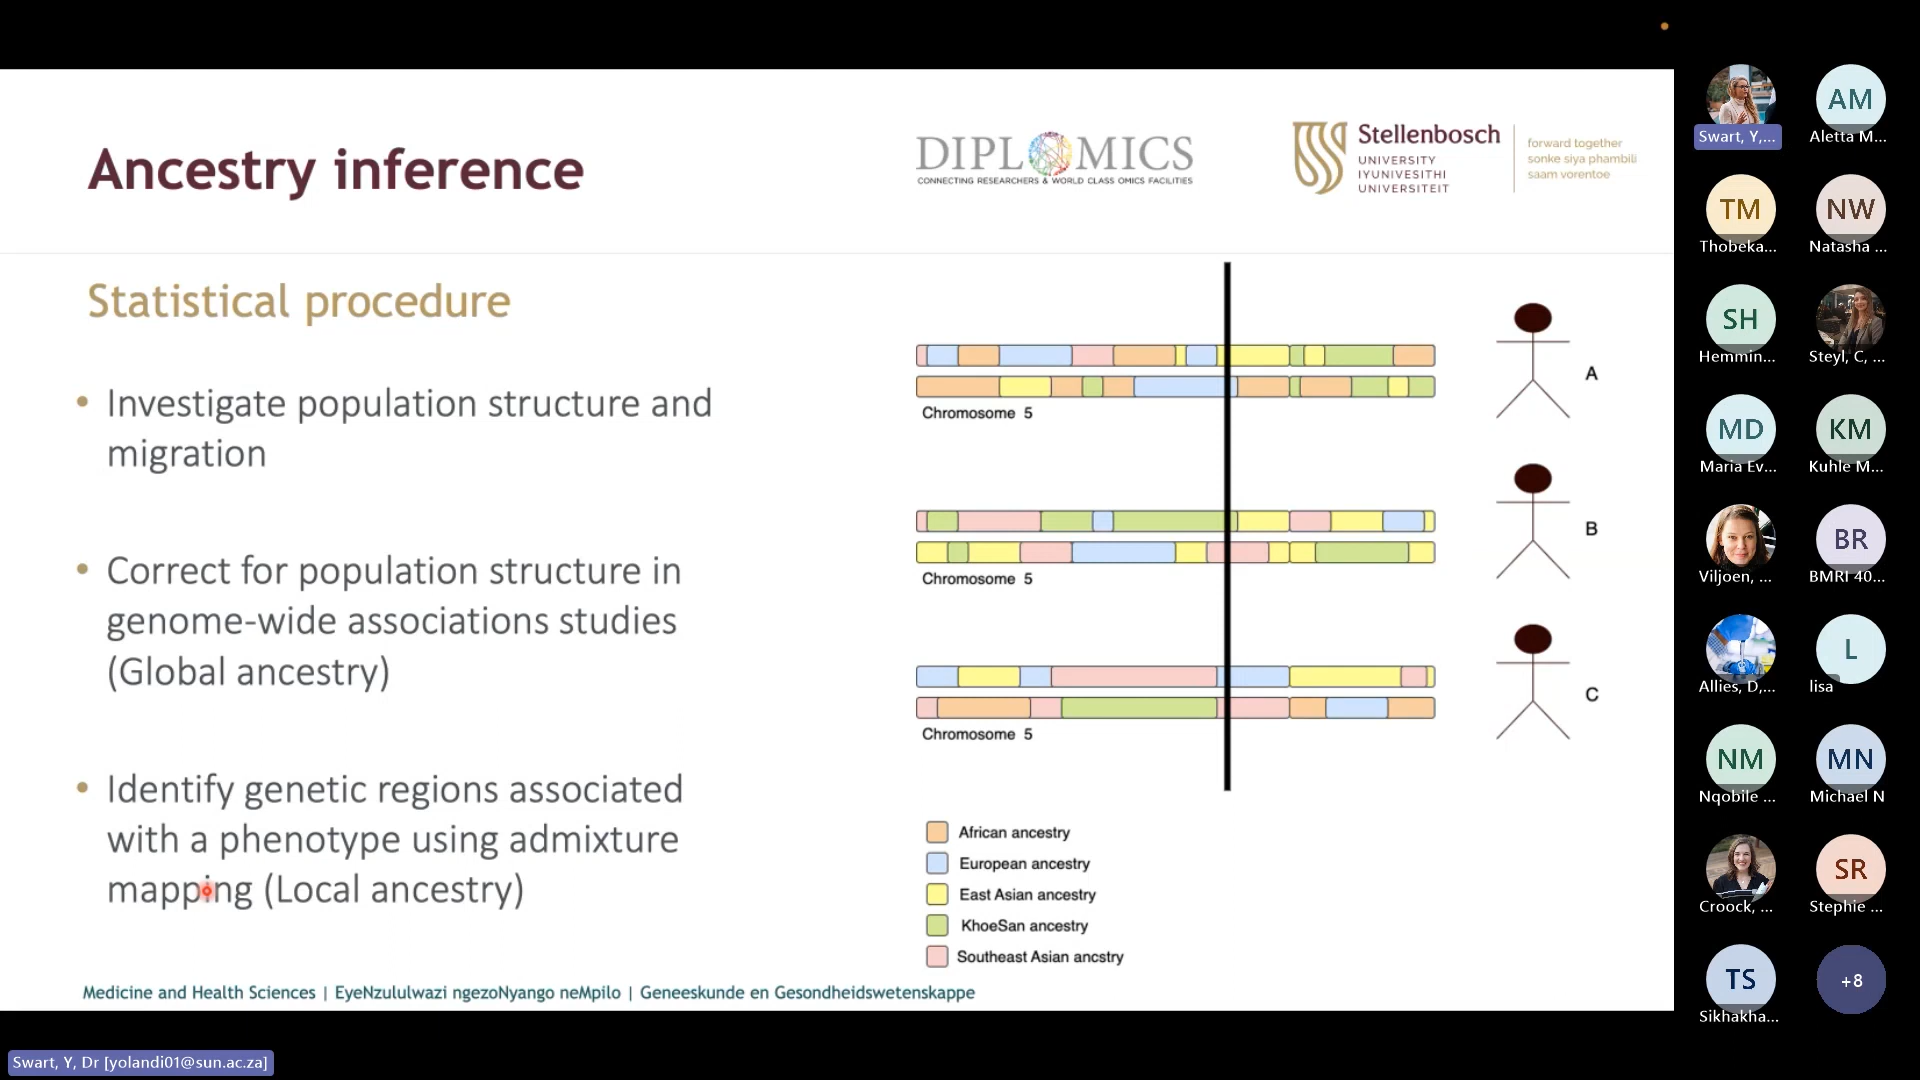 Ancestry inference
DIPLOMICS
CONNECTING RESEARCHERS & WORLD CLASS OMICS FACILITIES
Stellenbosch
UNIVERSITY
IYUNIVESITHI
UNIVERSITEIT
forward together
sonke siya phambili
saam vorentoe
Statistical procedure
• Investigate population structure and
migration
• Correct for population structure in
genome-wide associations studies
(Global ancestry)
• Identify genetic regions associated
with a phenotype using admixture
mapping (Local ancestry)
Chromosome 5
A
Chromosome 5
B
Chromosome 5
C
African ancestry
European ancestry
East Asian ancestry
KhoeSan ancestry
Southeast Asian ancstry
Medicine and Health Sciences | EyeNzululwazi ngezoNyango neMpilo | Geneeskunde en Gesondheidswetenskappe
Swart, Y, Dr [yolandi01@sun.ac.za]
Swart, Y,...
AM
Aletta M...
TM
Thobeka...
NW
Natasha ...
SH
Hemmin...
Steyl, C, ...
MD
Maria Ev...
KM
Kuhle M...
Viljoen, ...
BR
BMRI 40...
Allies, D,...
L
lisa
NM
Nqobile ...
MN
Michael N
Croock, ...
SR
Stephie ...
TS
Sikhakha...
+8